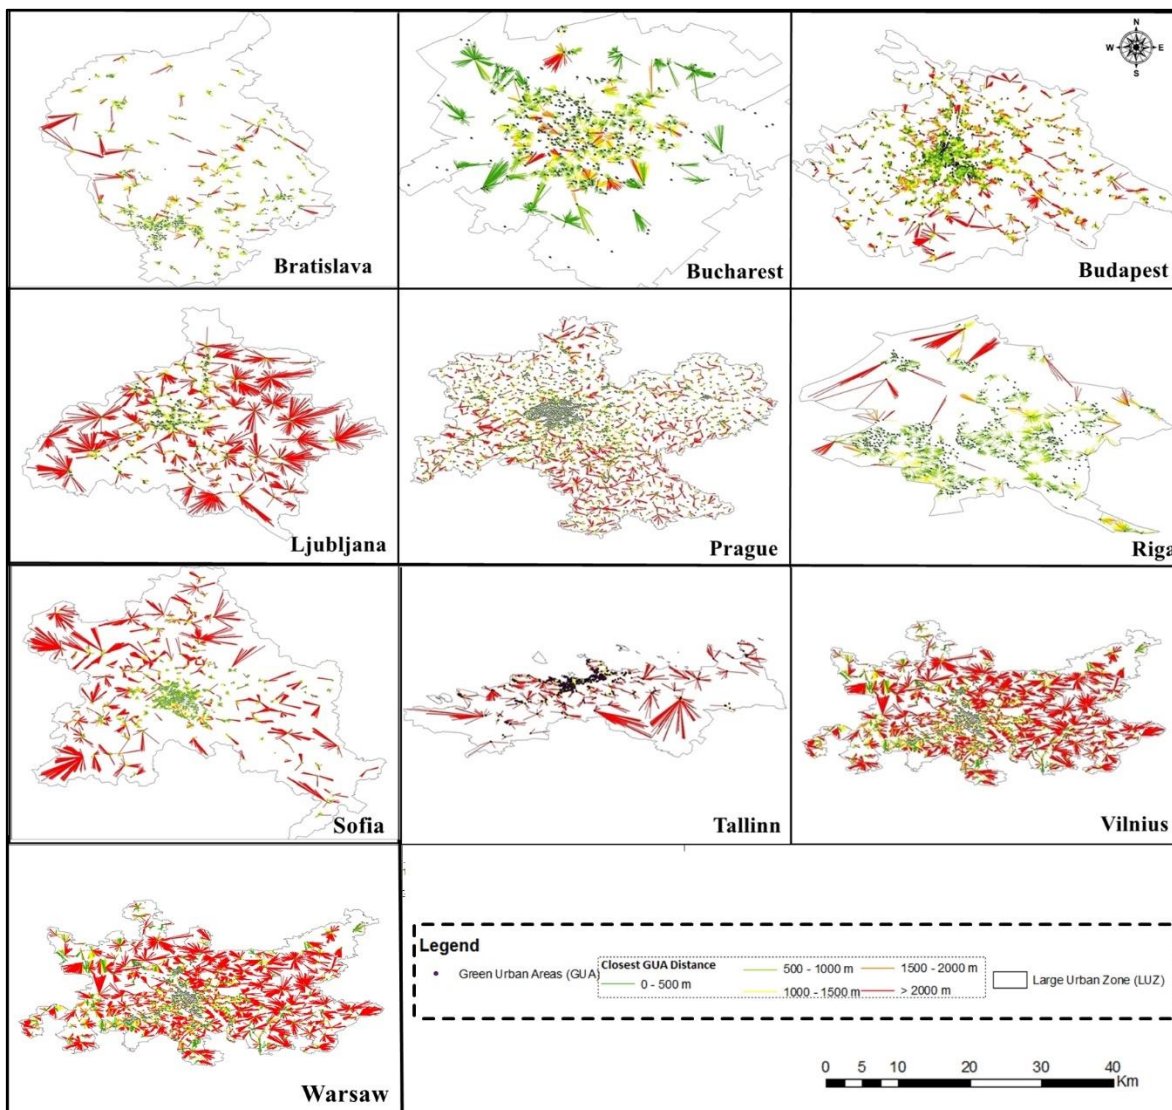 N
W E
S
Bratislava
Bucharest
Budapest
Ljubljana
Prague
Riga
Sofia
Tallinn
Vilnius
Warsaw
Legend
Green Urban Areas (GUA)
Closest GUA Distance
0 - 500 m
500 - 1000 m
1000 - 1500 m
1500 - 2000 m
> 2000 m
Large Urban Zone (LUZ)
0 5 10 20 30 40
Km